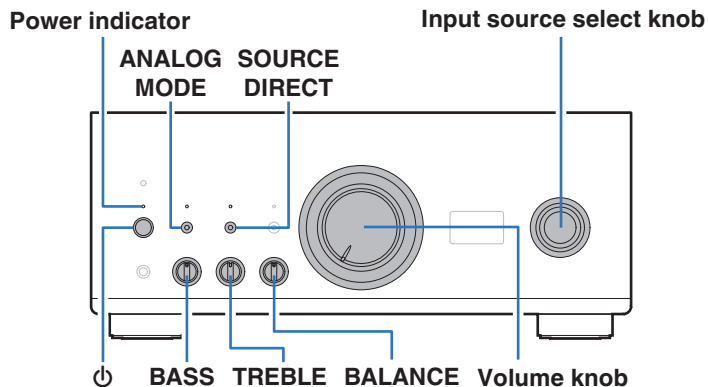 Power indicator
Input source select knob
ANALOG
MODE
SOURCE
DIRECT
BASS
TREBLE
BALANCE
Volume knob